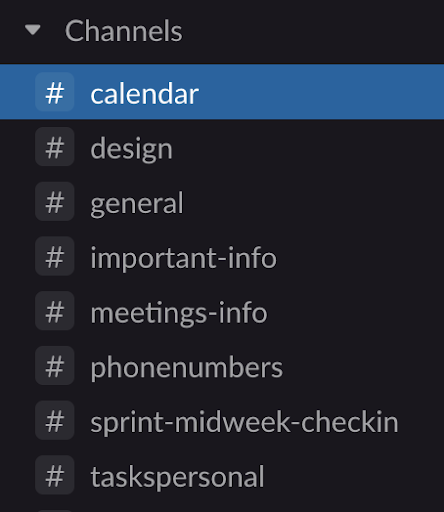 Channels
# calendar
# design
# general
# important-info
# meetings-info
# phonenumbers
# sprint-midweek-checkin
# taskspersonal